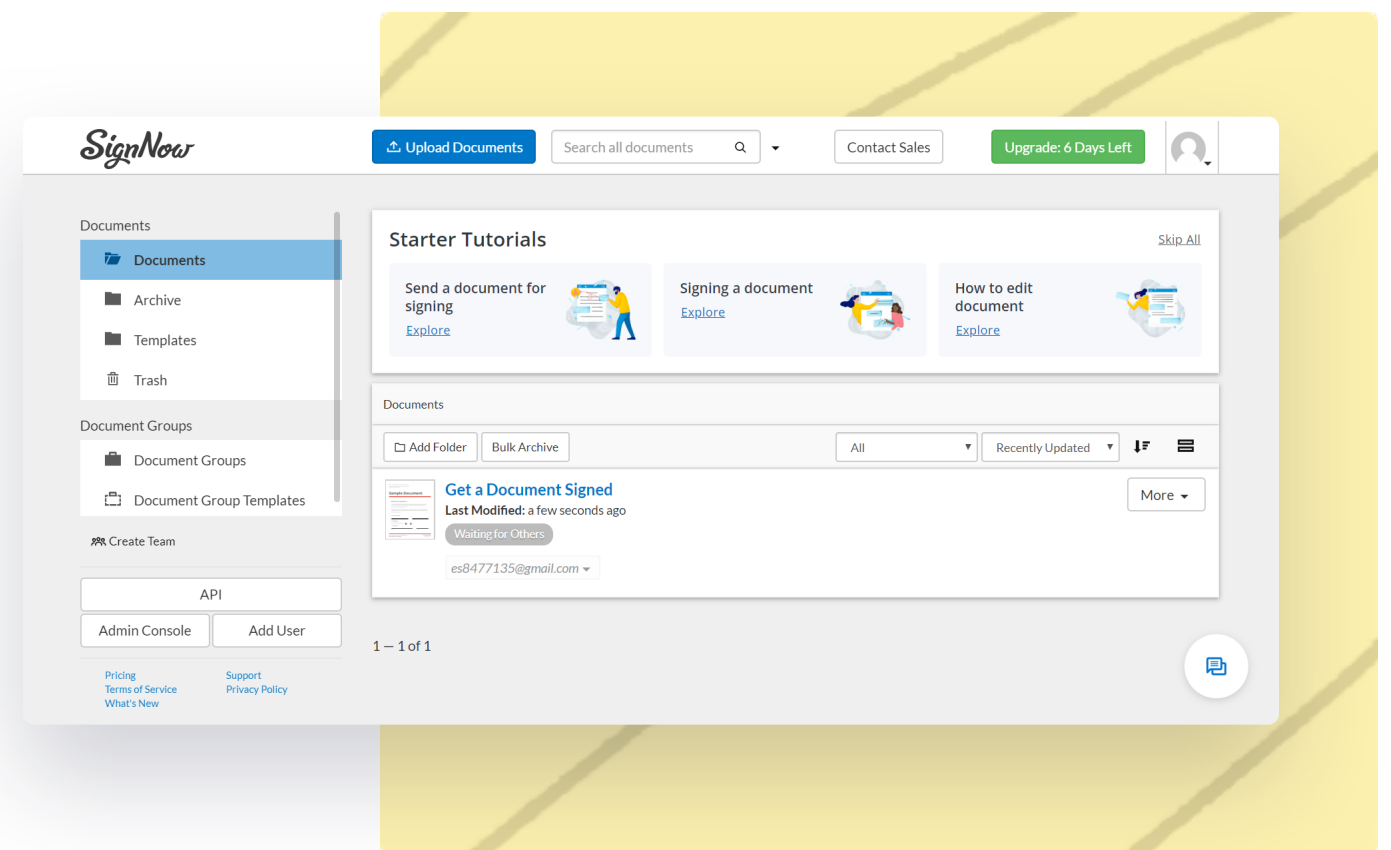 SignNow
Upload Documents
Search all documents
Contact Sales
Upgrade: 6 Days Left
Documents
Documents
Archive
Templates
Trash
Document Groups
Document Groups
Document Group Templates
Create Team
API
Admin Console
Add User
Pricing
Support
Terms of Service
Privacy Policy
What's New
Starter Tutorials
Skip All
Send a document for
signing
Explore
Signing a document
Explore
How to edit
document
Explore
Documents
Add Folder
Bulk Archive
All
Recently Updated
Sample Document
Get a Document Signed
Last Modified: a few seconds ago
Waiting for Others
es8477135@gmail.com
More
1 — 1 of 1